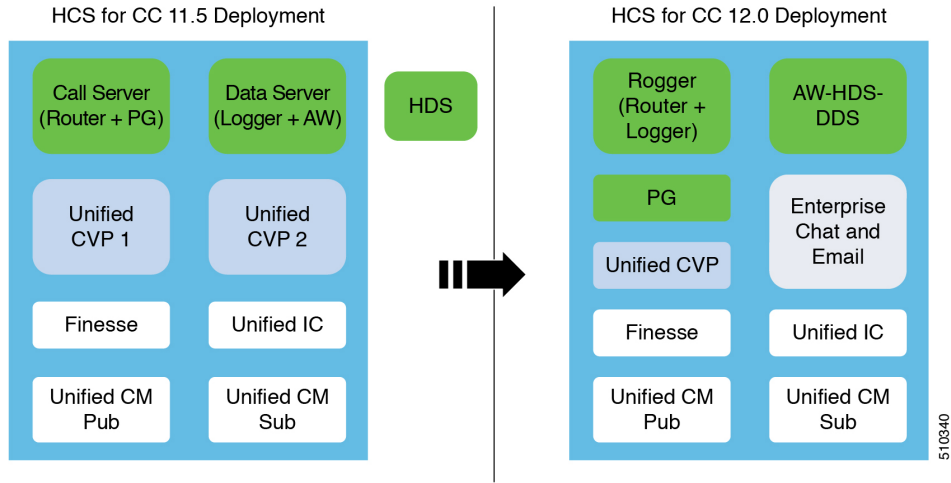 HCS for CC 11.5 Deployment
Call Server
(Router + PG)
Data Server
(Logger + AW)
HDS
Unified
CVP 1
Unified
CVP 2
Finesse
Unified IC
Unified CM
Pub
Unified CM
Sub
HCS for CC 12.0 Deployment
Rogger
(Router +
Logger)
AW-HDS-
DDS
PG
Enterprise
Chat and
Email
Unified CVP
Finesse
Unified IC
Unified CM
Pub
Unified CM
Sub
510340